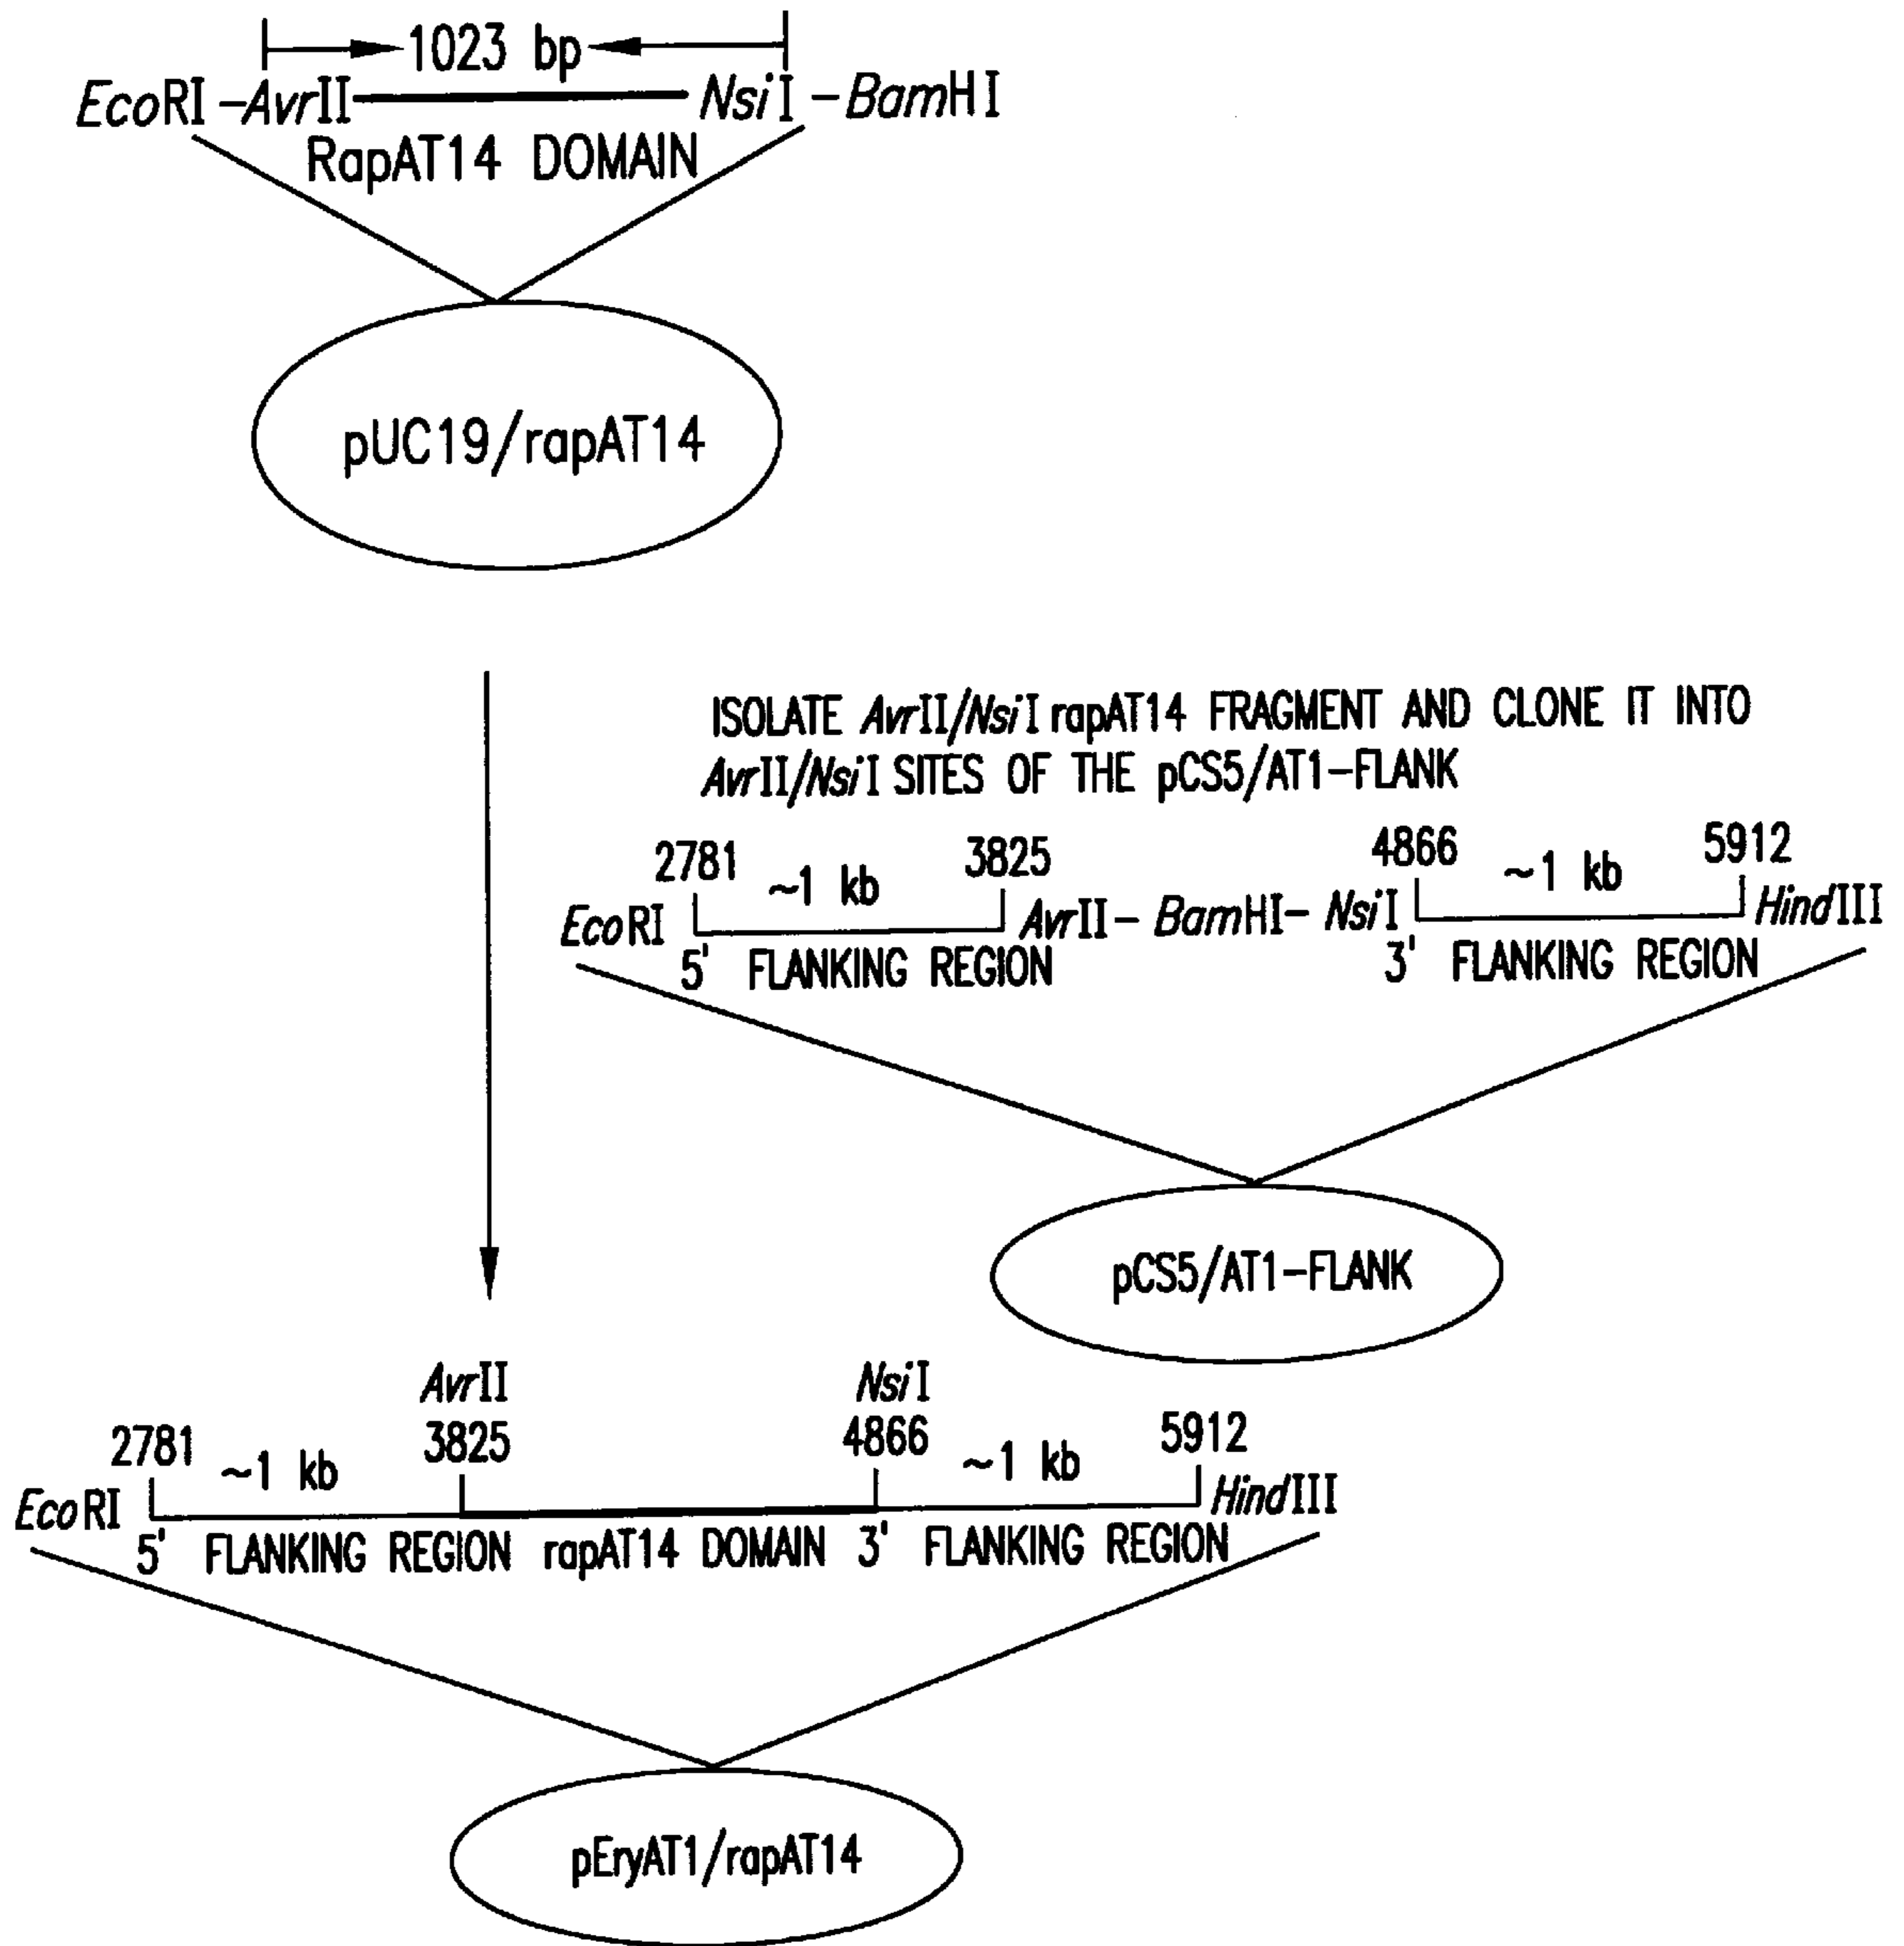 1023 bp
EcoRI-AvrII NsiI-BamHI
RapAT14 DOMAIN
pUC19/rapAT14
ISOLATE AvrII/NsiI rapAT14 FRAGMENT AND CLONE IT INTO
AvrII/NsiI SITES OF THE pCS5/AT1-FLANK
2781 ~1 kb 3825 4866 ~1 kb 5912
EcoRI AvrII- BamHI- NsiI HindIII
5' FLANKING REGION 3' FLANKING REGION
pCS5/AT1-FLANK
AvrII NsiI
2781 ~1 kb 3825 4866 ~1 kb 5912
EcoRI HindIII
5' FLANKING REGION rapAT14 DOMAIN 3' FLANKING REGION
pEryAT1/rapAT14